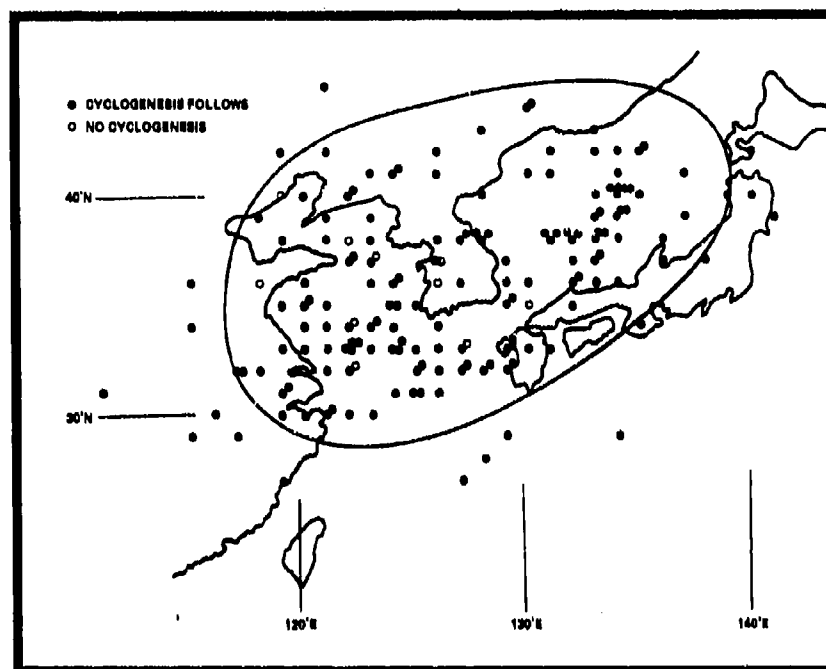 CYCLOGENESIS FOLLOWS
NO CYCLOGENESIS
40°N
30°N
120°E
130°E
140°E